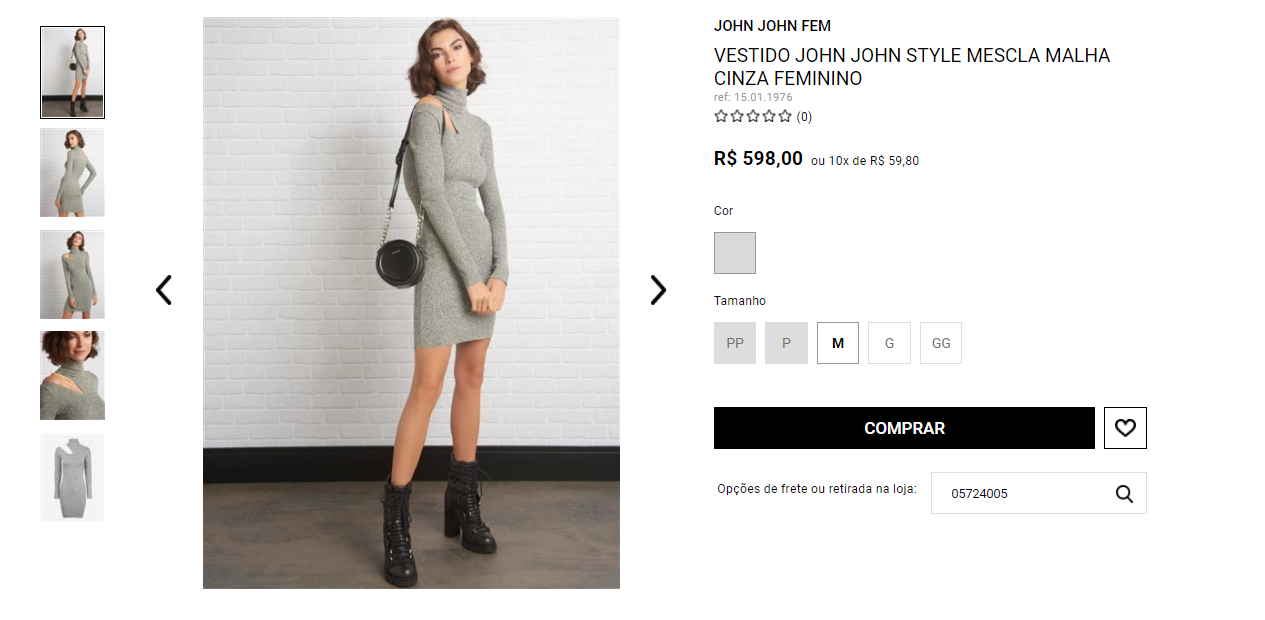 JOHN JOHN FEM
VESTIDO JOHN JOHN STYLE MESCLA MALHA
CINZA FEMININO
ref: 15.01.1976
(0)
R$ 598,00 ou 10x de R$ 59,80
Cor
Tamanho
PP P M G GG
COMPRAR
Opções de frete ou retirada na loja: 05724005